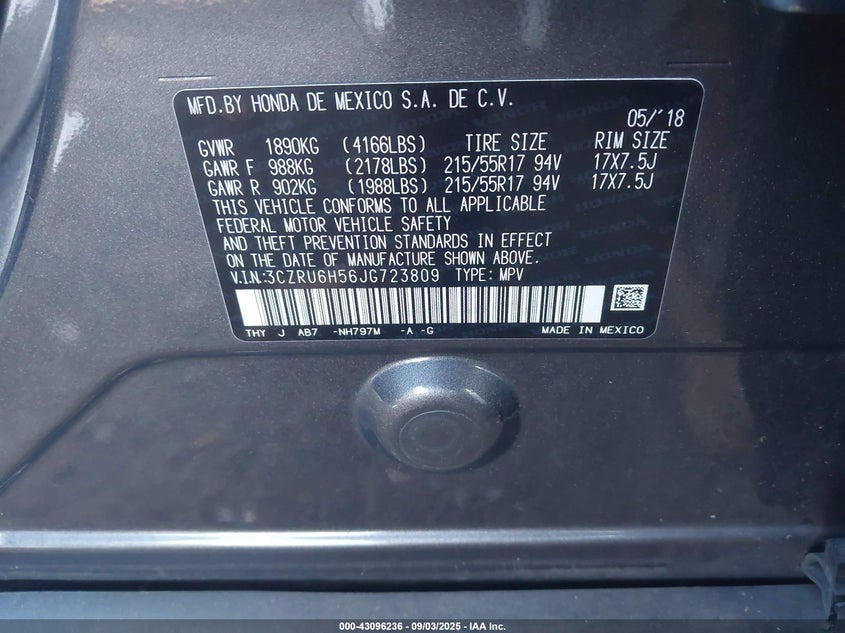 MFD.BY HONDA DE MEXICO S.A. DE C.V.
05/'18
GVWR 1890KG (4166LBS) TIRE SIZE RIM SIZE
GAWR F 988KG (2178LBS) 215/55R17 94V 17X7.5J
GAWR R 902KG (1988LBS) 215/55R17 94V 17X7.5J
THIS VEHICLE CONFORMS TO ALL APPLICABLE
FEDERAL MOTOR VEHICLE SAFETY
AND THEFT PREVENTION STANDARDS IN EFFECT
ON THE DATE OF MANUFACTURE SHOWN ABOVE.
V.I.N.:3CZRU6H56JG723809 TYPE: MPV
THY J AB7 -NH797M -A -G MADE IN MEXICO
000-43096236 - 09/03/2025 - IAA Inc.